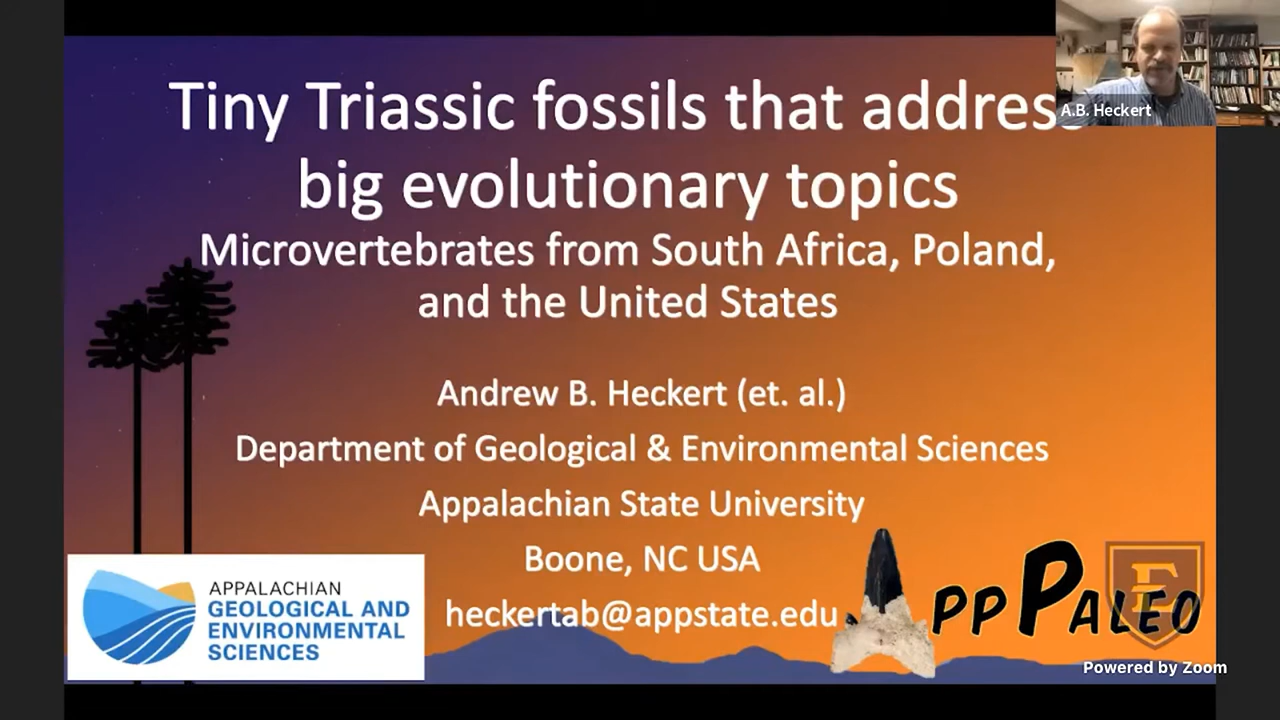 Tiny Triassic fossils that address
big evolutionary topics
Microvertebrates from South Africa, Poland,
and the United States
Andrew B. Heckert (et. al.)
Department of Geological & Environmental Sciences
Appalachian State University
Boone, NC USA
heckertab@appstate.edu
A.B. Heckert
APPALACHIAN
GEOLOGICAL AND
ENVIRONMENTAL
SCIENCES
PP PALEO
E
Powered by Zoom